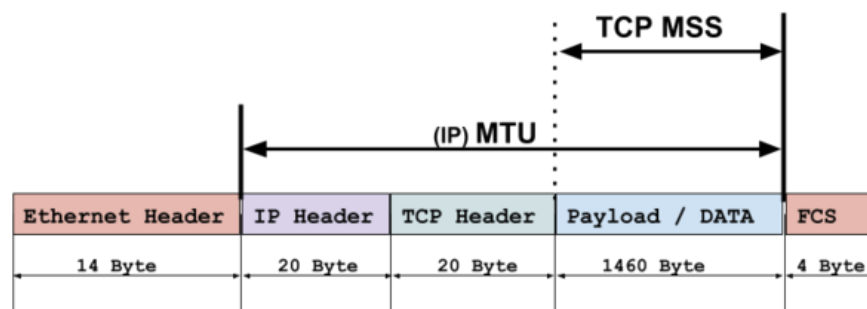 TCP MSS
(IP) MTU
Ethernet Header IP Header TCP Header Payload / DATA FCS
14 Byte 20 Byte 20 Byte 1460 Byte 4 Byte